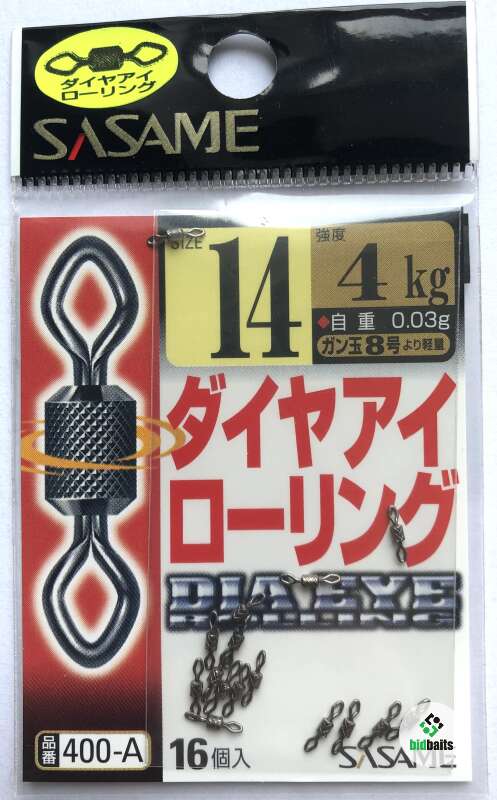 ダイヤアイ
ローリング
SASAME
SIZE
14
強度
4kg
◆自重 0.03g
ガン玉8号より軽量
ダイヤアイ
ローリング
DIA EYE
ROLLING
品番
400-A
16個入
SASAME
bidbaits